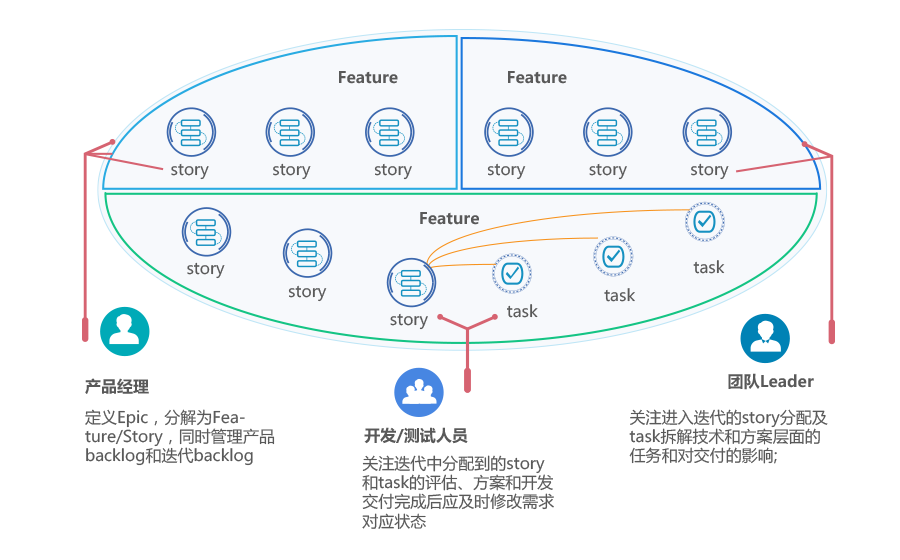 Feature
Feature
story
story
story
story
story
story
Feature
story
story
story
task
task
task
产品经理
定义Epic，分解为Fea-
ture/Story，同时管理产品
backlog和迭代backlog
开发/测试人员
关注迭代中分配到的story
和task的评估、方案和开发
交付完成后应及时修改需求
对应状态
团队Leader
关注进入迭代的story分配及
task拆解技术和方案层面的
任务和对交付的影响;